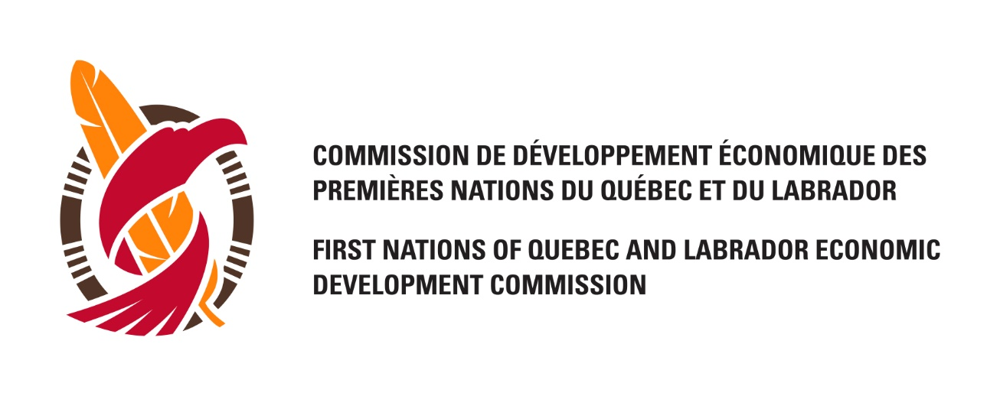 COMMISSION DE DÉVELOPPEMENT ÉCONOMIQUE DES
PREMIÈRES NATIONS DU QUÉBEC ET DU LABRADOR
FIRST NATIONS OF QUEBEC AND LABRADOR ECONOMIC
DEVELOPMENT COMMISSION